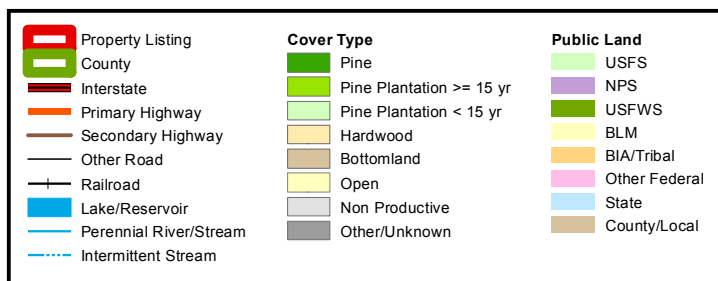 Property Listing
County
Interstate
Primary Highway
Secondary Highway
Other Road
Railroad
Lake/Reservoir
Perennial River/Stream
Intermittent Stream
Cover Type
Pine
Pine Plantation >= 15 yr
Pine Plantation < 15 yr
Hardwood
Bottomland
Open
Non Productive
Other/Unknown
Public Land
USFS
NPS
USFWS
BLM
BIA/Tribal
Other Federal
State
County/Local